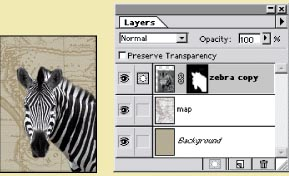 Layers
Normal Opacity: 100 %
Preserve Transparency
zebra copy
map
Background